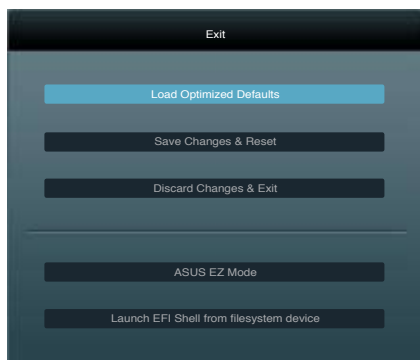 Exit
Load Optimized Defaults
Save Changes & Reset
Discard Changes & Exit
ASUS EZ Mode
Launch EFI Shell from filesystem device